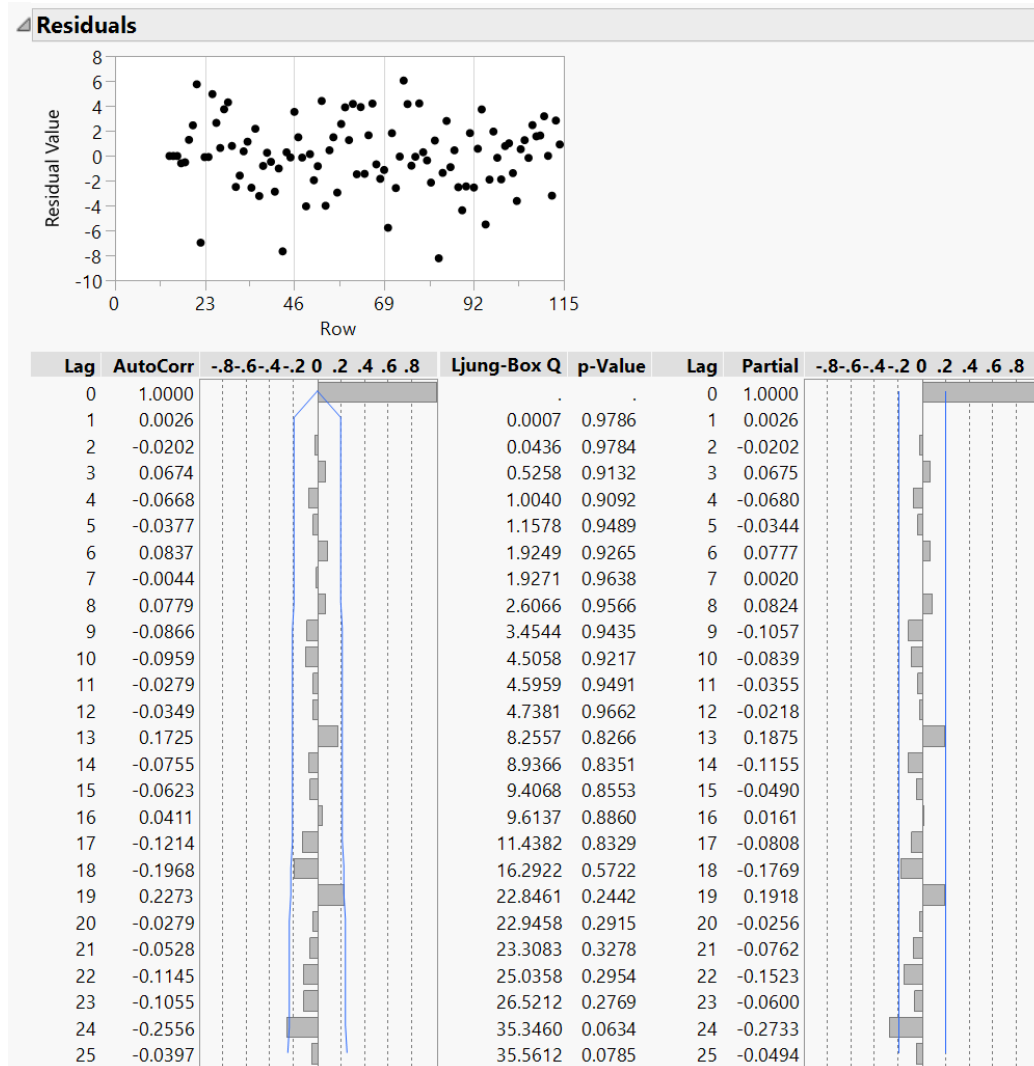 Residuals
8
6
4
2
0
-2
-4
-6
-8
-10
Residual Value
0 23 46 69 92 115
Row
Lag AutoCorr -.8-.6-.4-.2 0 .2 .4 .6 .8 Ljung-Box Q p-Value Lag Partial -.8-.6-.4-.2 0 .2 .4 .6 .8
0 1.0000 . . 0 1.0000
1 0.0026 0.0007 0.9786 1 0.0026
2 -0.0202 0.0436 0.9784 2 -0.0202
3 0.0674 0.5258 0.9132 3 0.0675
4 -0.0668 1.0040 0.9092 4 -0.0680
5 -0.0377 1.1578 0.9489 5 -0.0344
6 0.0837 1.9249 0.9265 6 0.0777
7 -0.0044 1.9271 0.9638 7 0.0020
8 0.0779 2.6066 0.9566 8 0.0824
9 -0.0866 3.4544 0.9435 9 -0.1057
10 -0.0959 4.5058 0.9217 10 -0.0839
11 -0.0279 4.5959 0.9491 11 -0.0355
12 -0.0349 4.7381 0.9662 12 -0.0218
13 0.1725 8.2557 0.8266 13 0.1875
14 -0.0755 8.9366 0.8351 14 -0.1155
15 -0.0623 9.4068 0.8553 15 -0.0490
16 0.0411 9.6137 0.8860 16 0.0161
17 -0.1214 11.4382 0.8329 17 -0.0808
18 -0.1968 16.2922 0.5722 18 -0.1769
19 0.2273 22.8461 0.2442 19 0.1918
20 -0.0279 22.9458 0.2915 20 -0.0256
21 -0.0528 23.3083 0.3278 21 -0.0762
22 -0.1145 25.0358 0.2954 22 -0.1523
23 -0.1055 26.5212 0.2769 23 -0.0600
24 -0.2556 35.3460 0.0634 24 -0.2733
25 -0.0397 35.5612 0.0785 25 -0.0494